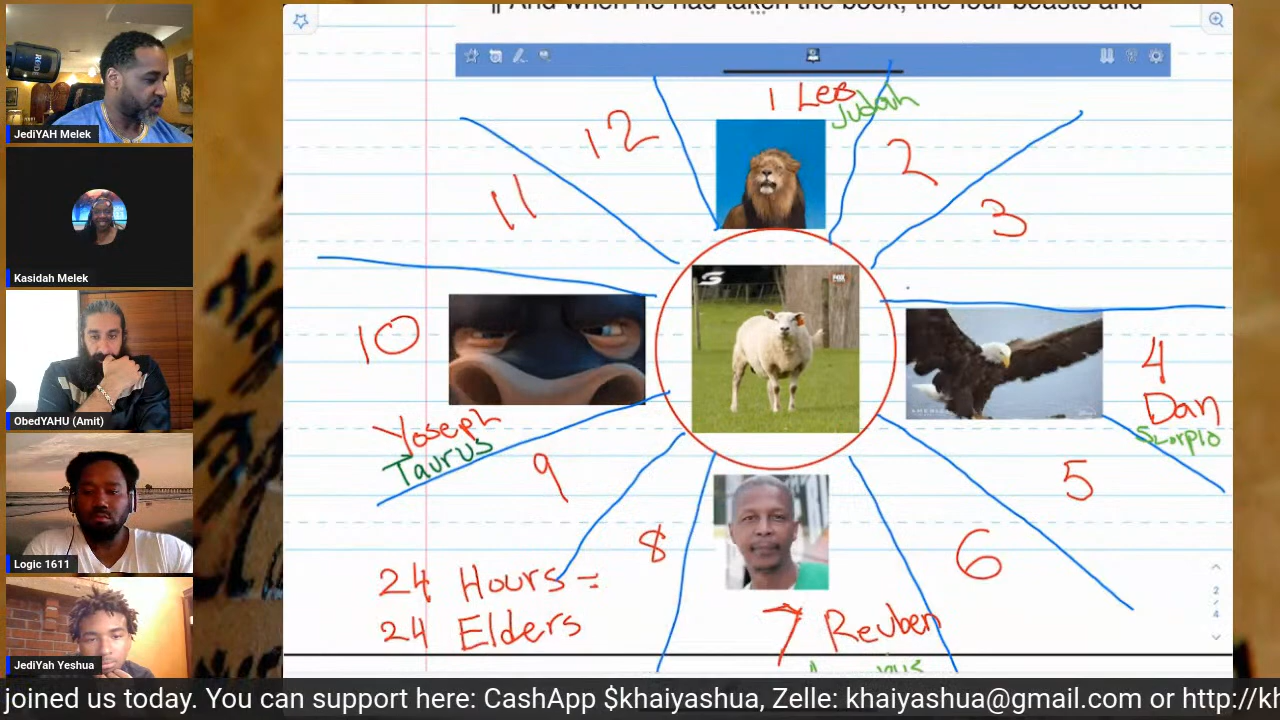 And when he had taken the book, the four beasts and
1 Leo
Judah
12
2
11
3
10
4
Dan
Scorpio
Yoseph
Taurus
9
5
8
6
24 Hours =
24 Elders
7 Reuben
2
/
4
JediYAH Melek
Kasidah Melek
ObedYAHU (Amit)
Logic 1611
JediYah Yeshua
joined us today. You can support here: CashApp $khaiyashua, Zelle: khaiyashua@gmail.com or http://kh